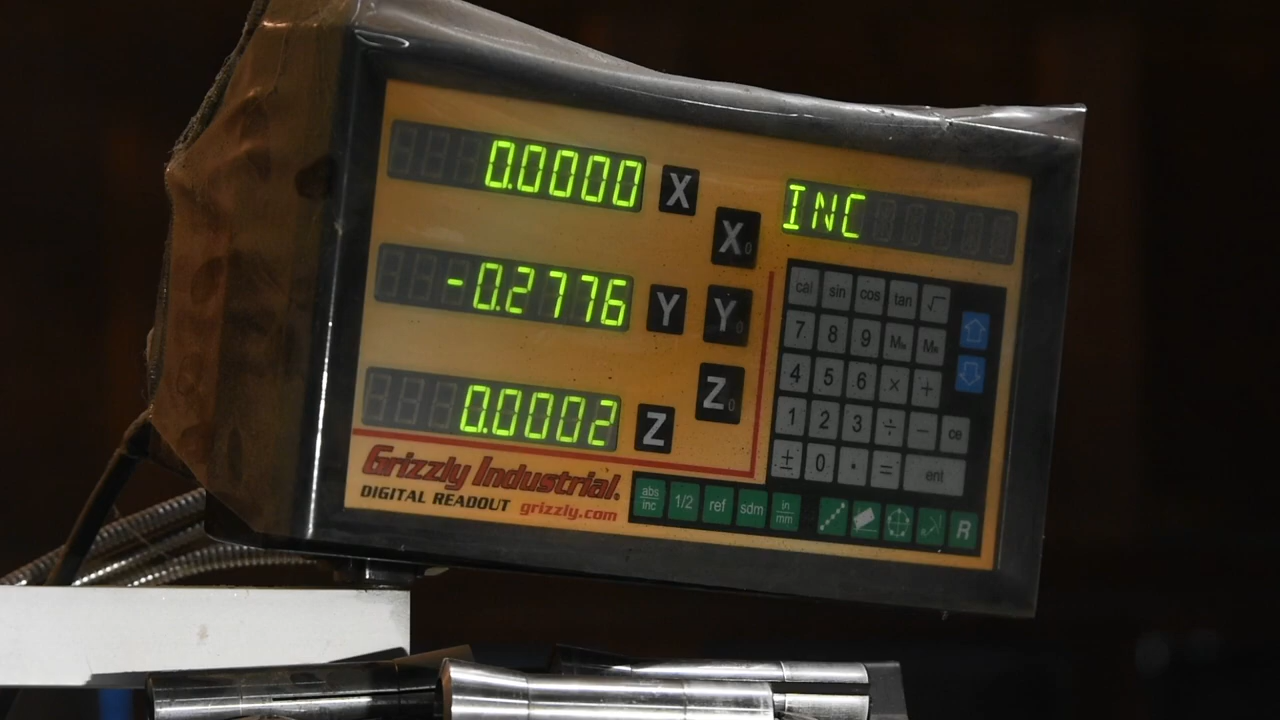 0.0000 X
X0
INC
-0.2776 Y
Y0
0.0002 Z
Z0
cal sin cos tan √
7 8 9
4 5 6 × +
1 2 3 ÷ − ce
± 0 . = ent
Grizzly Industrial.
DIGITAL READOUT grizzly.com
abs/inc 1/2 ref sdm in/mm R